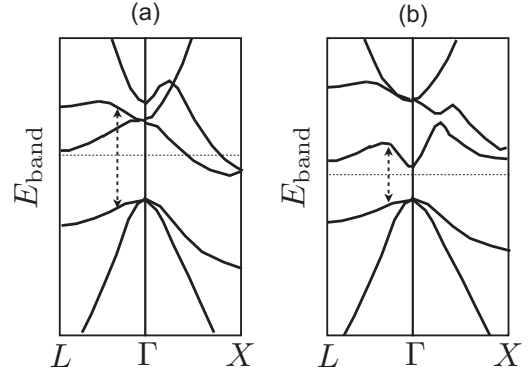 (a) (b)
E_band E_band
L Γ X L Γ X